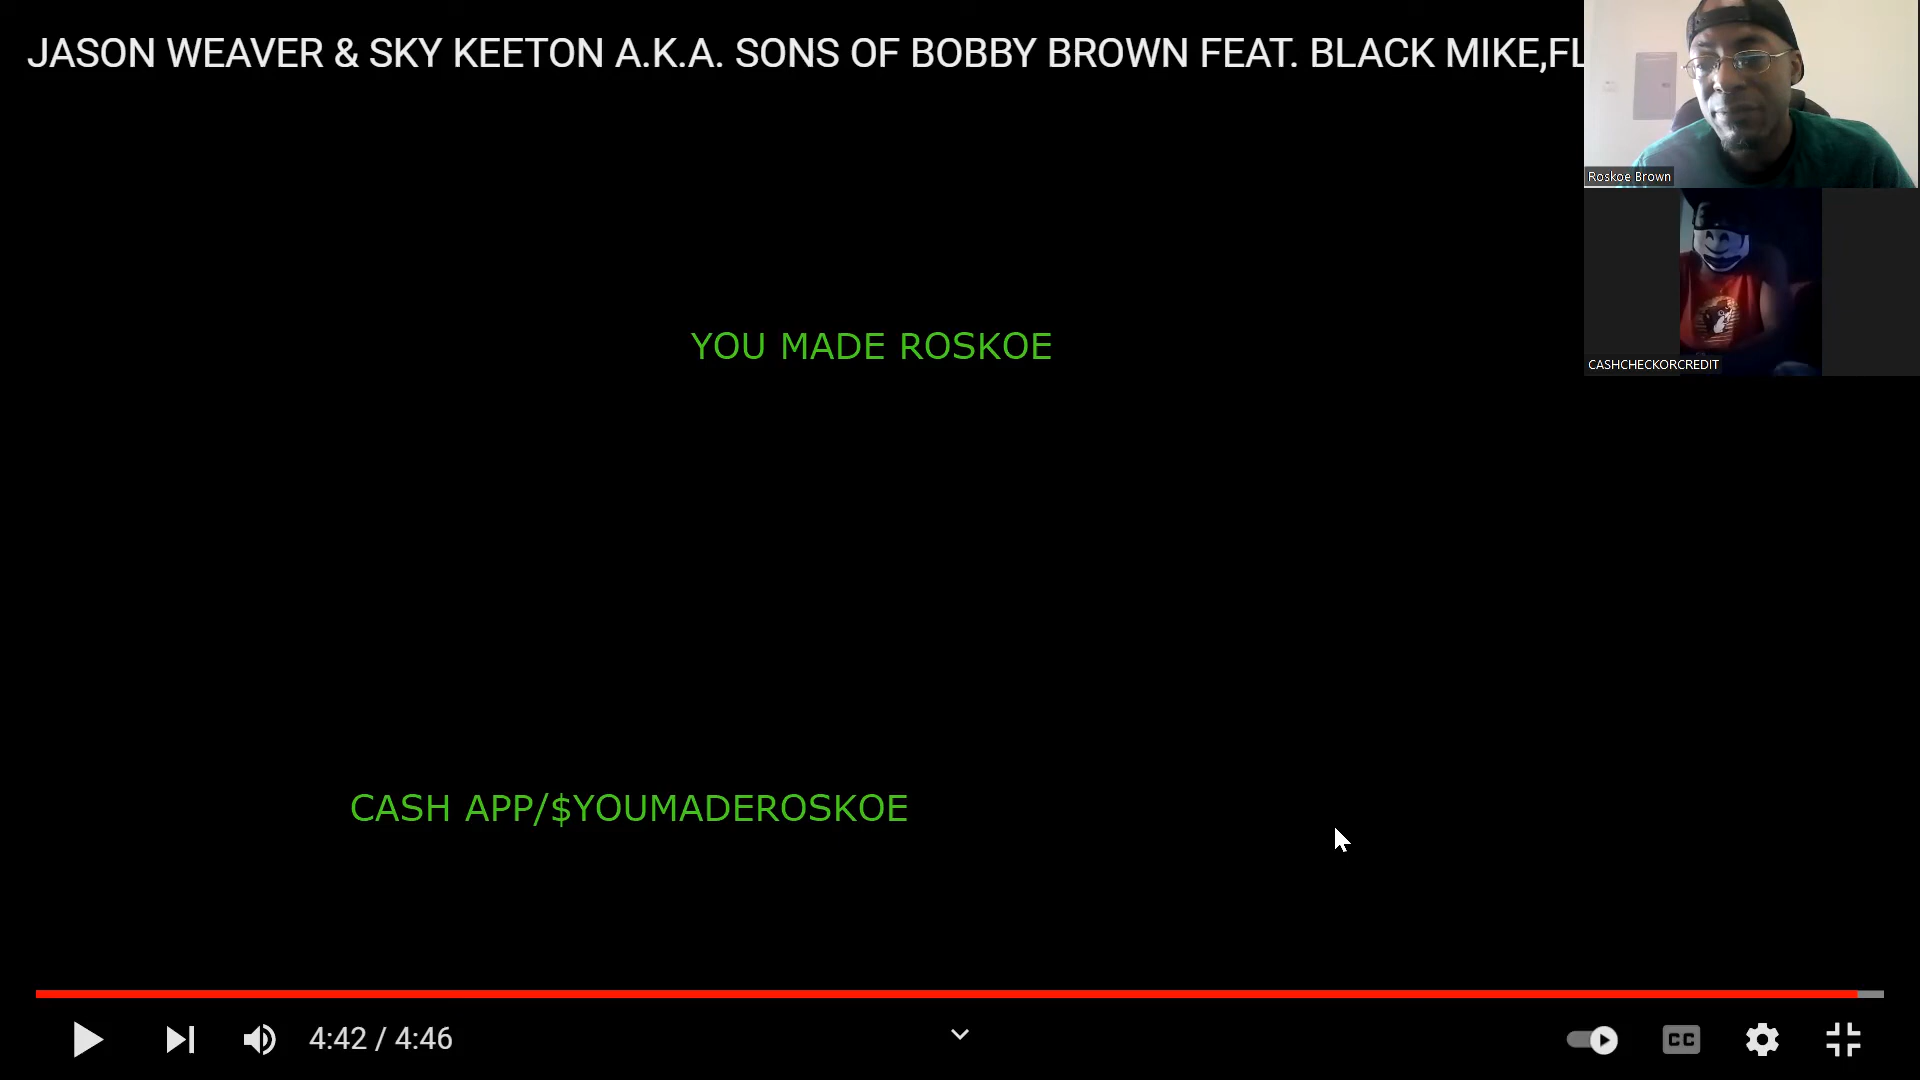 JASON WEAVER & SKY KEETON A.K.A. SONS OF BOBBY BROWN FEAT. BLACK MIKE,FL
Roskoe Brown
YOU MADE ROSKOE
CASHCHECKORCREDIT
CASH APP/$YOUMADEROSKOE
4:42 / 4:46
CC